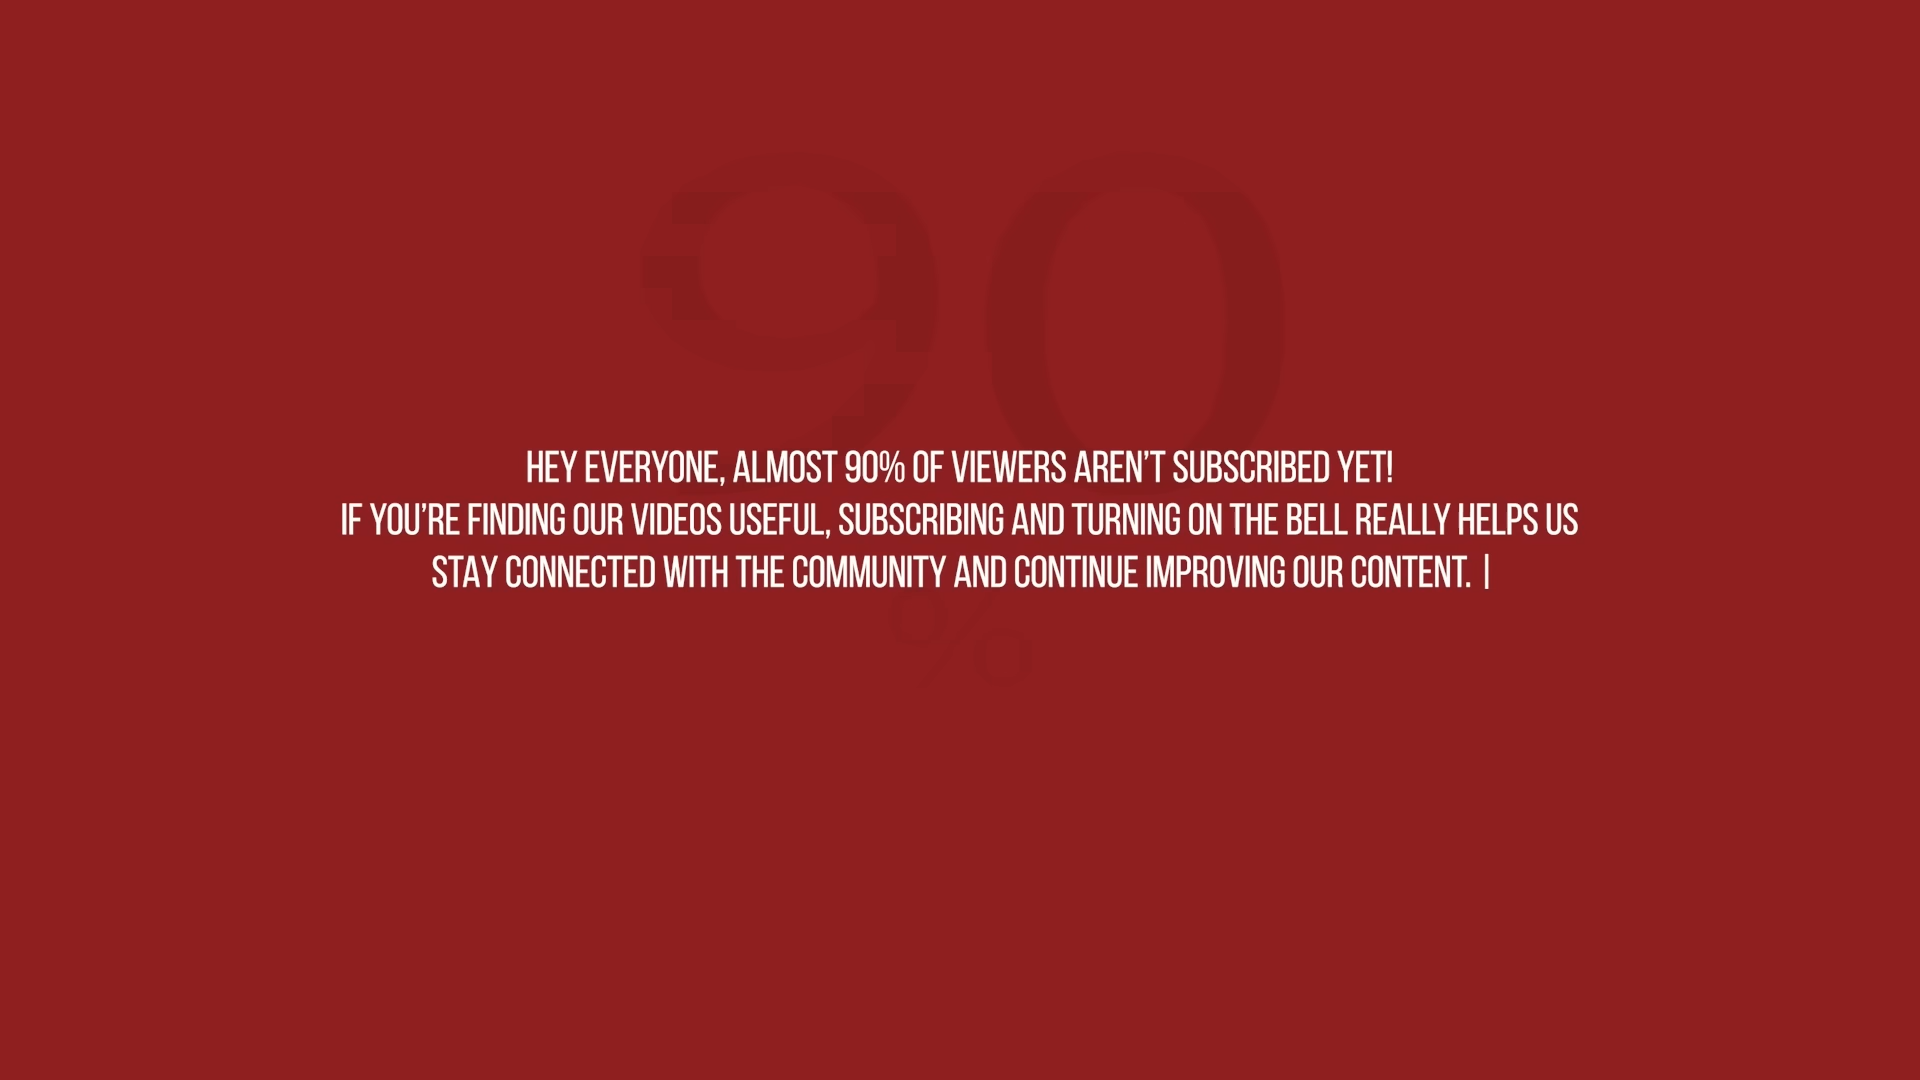 90
HEY EVERYONE, ALMOST 90% OF VIEWERS AREN’T SUBSCRIBED YET!
IF YOU’RE FINDING OUR VIDEOS USEFUL, SUBSCRIBING AND TURNING ON THE BELL REALLY HELPS US
STAY CONNECTED WITH THE COMMUNITY AND CONTINUE IMPROVING OUR CONTENT. |
%